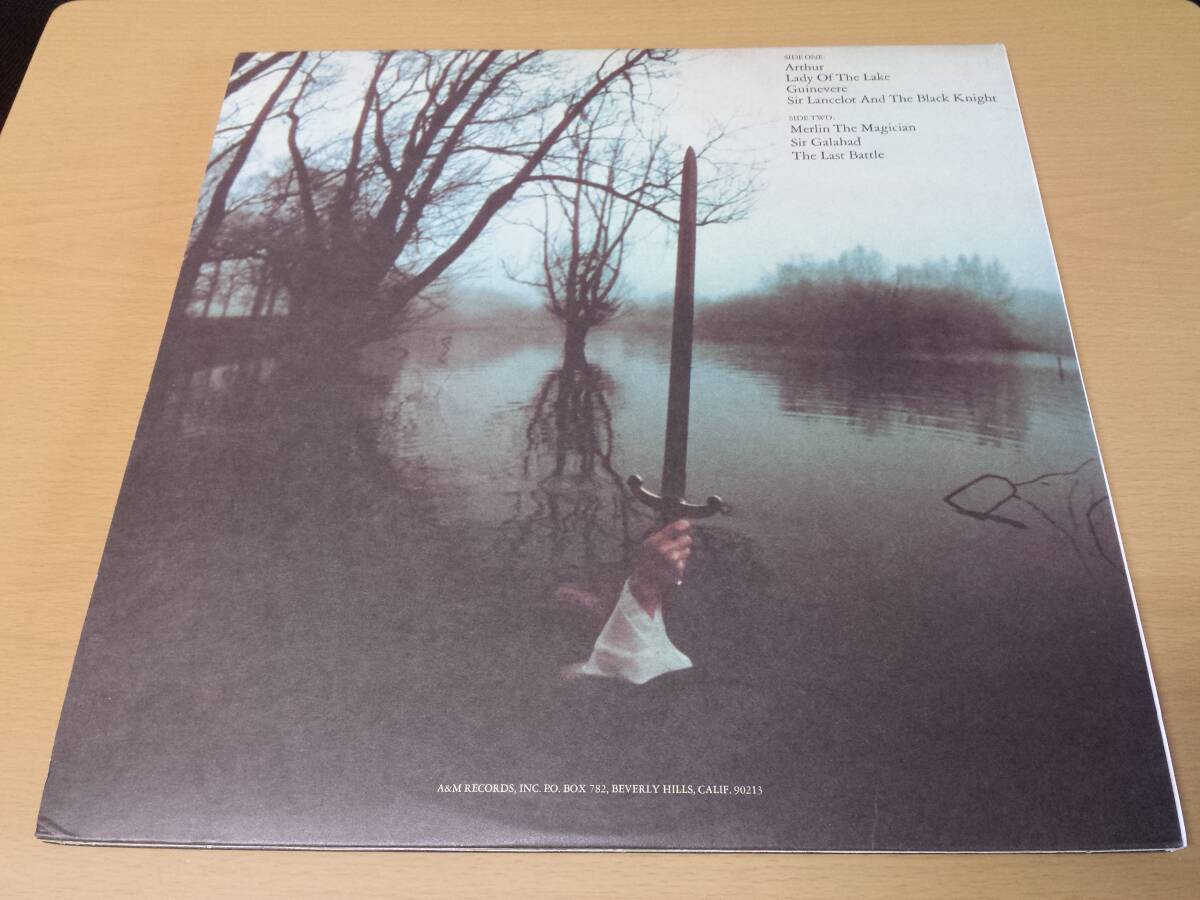 SIDE ONE:
Arthur
Lady Of The Lake
Guinevere
Sir Lancelot And The Black Knight
SIDE TWO:
Merlin The Magician
Sir Galahad
The Last Battle
A&M RECORDS, INC. P.O. BOX 782, BEVERLY HILLS, CALIF. 90213